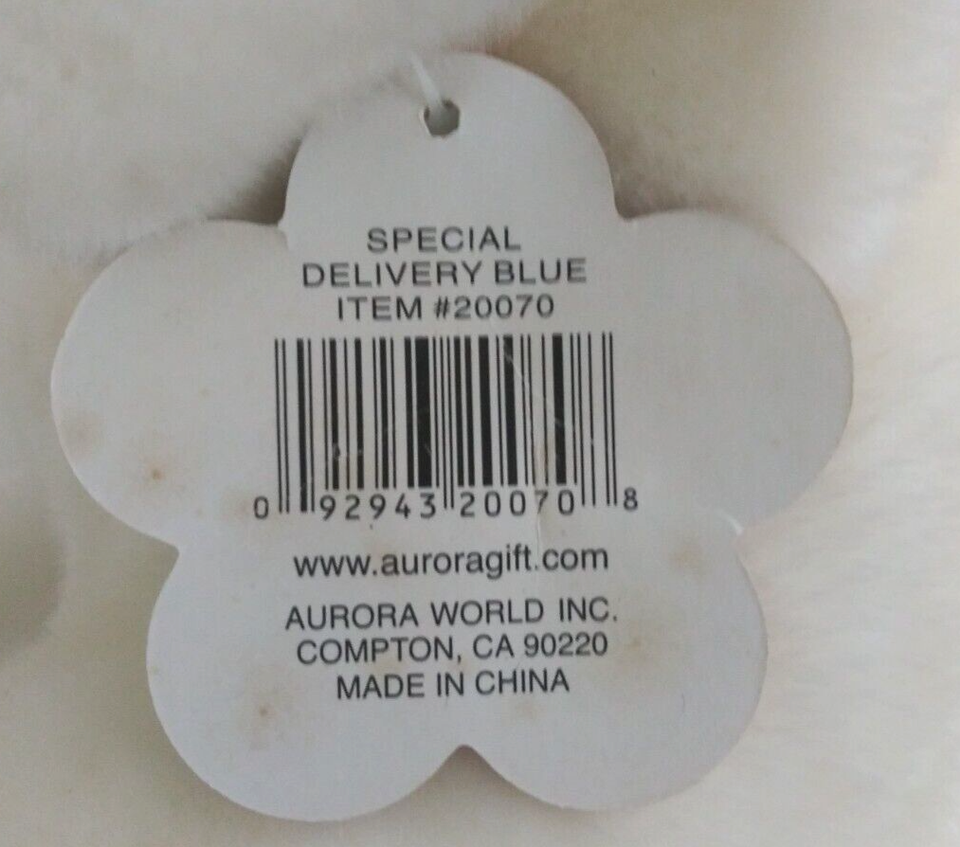 SPECIAL
DELIVERY BLUE
ITEM #20070
0 92943 20070 8
www.auroragift.com
AURORA WORLD INC.
COMPTON, CA 90220
MADE IN CHINA